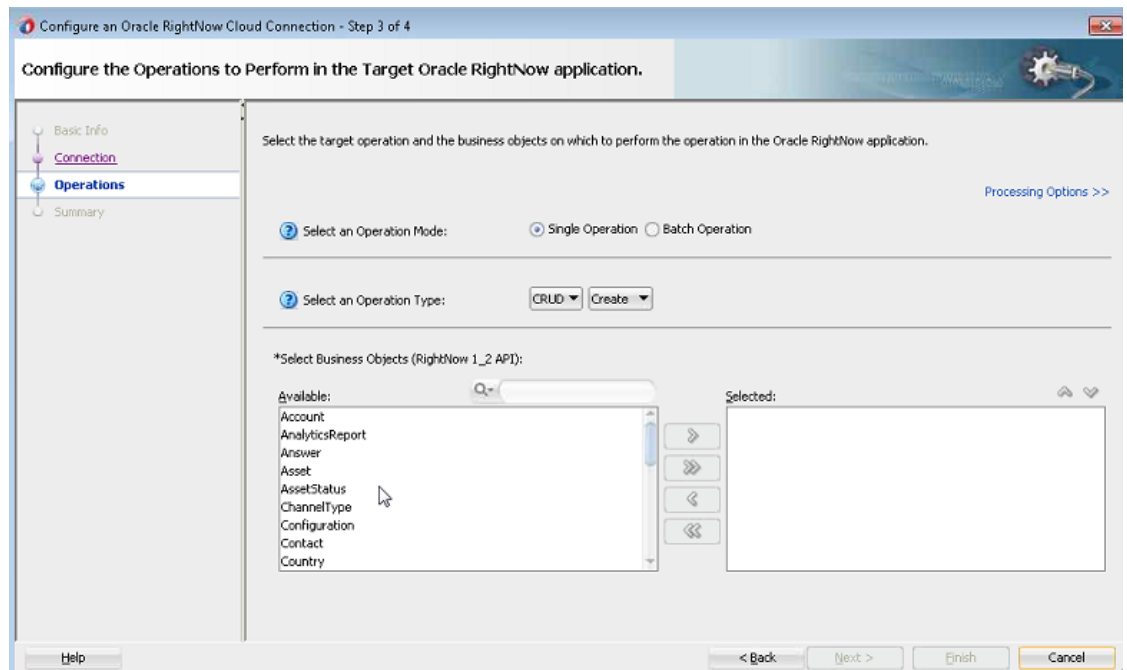 Configure an Oracle RightNow Cloud Connection - Step 3 of 4
Configure the Operations to Perform in the Target Oracle RightNow application.
Basic Info
Connection
Operations
Summary
Select the target operation and the business objects on which to perform the operation in the Oracle RightNow application.
Processing Options >>
Select an Operation Mode: Single Operation Batch Operation
Select an Operation Type: CRUD Create
*Select Business Objects (RightNow 1_2 API):
Available:
Account
AnalyticsReport
Answer
Asset
AssetStatus
ChannelType
Configuration
Contact
Country
Selected:
Help
< Back Next > Finish Cancel